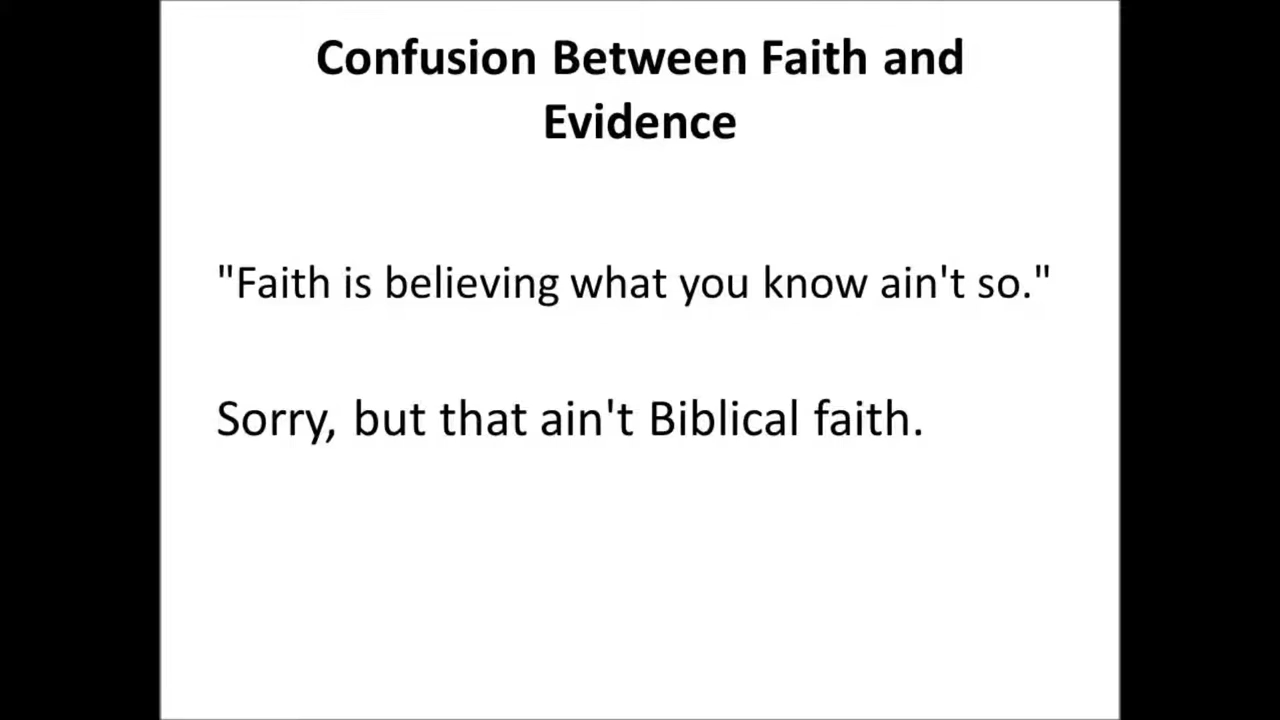 Confusion Between Faith and
Evidence
"Faith is believing what you know ain't so."
Sorry, but that ain't Biblical faith.